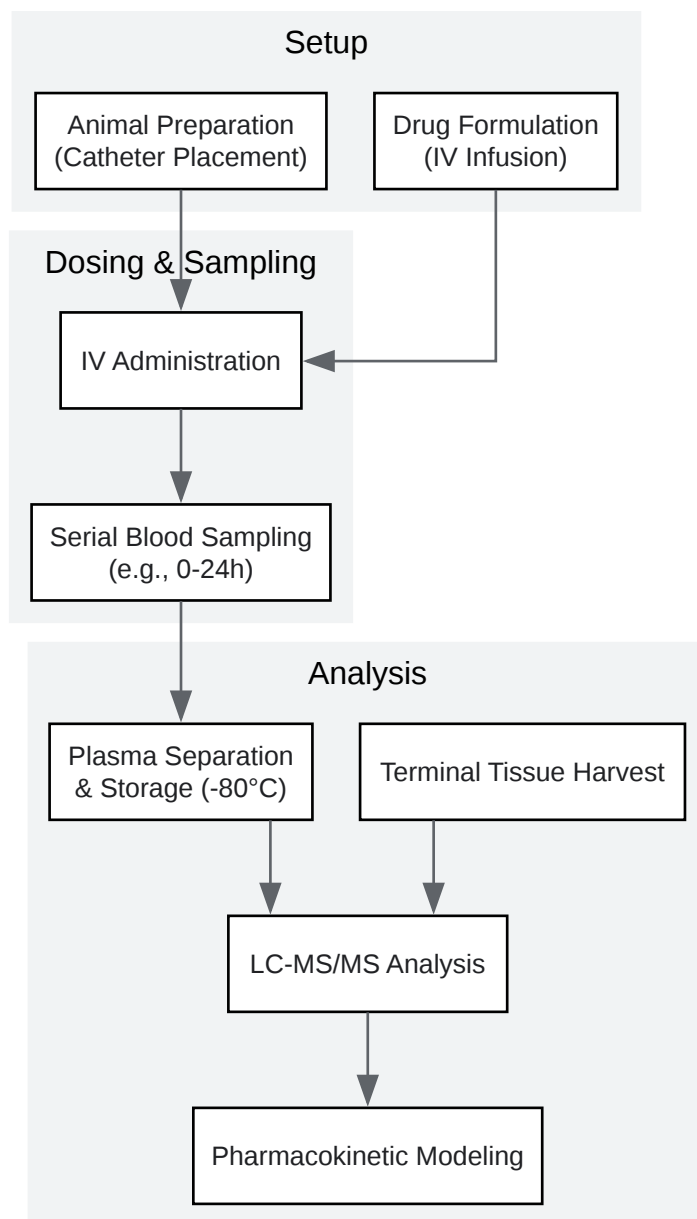 Setup
Animal Preparation
(Catheter Placement)
Drug Formulation
(IV Infusion)
Dosing & Sampling
IV Administration
Serial Blood Sampling
(e.g., 0-24h)
Analysis
Plasma Separation
& Storage (-80°C)
Terminal Tissue Harvest
LC-MS/MS Analysis
Pharmacokinetic Modeling